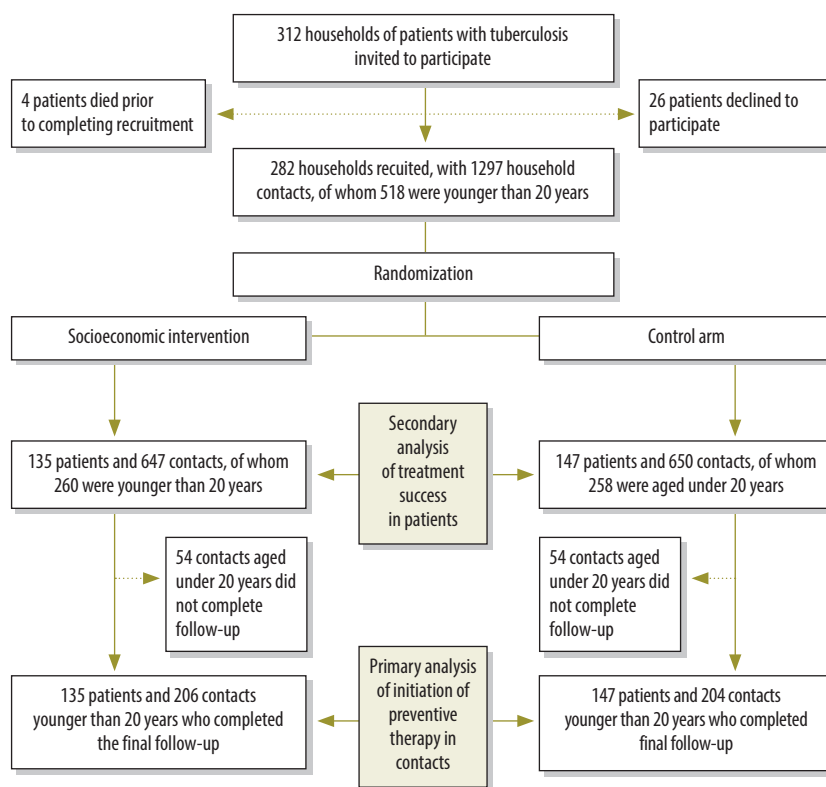 312 households of patients with tuberculosis
invited to participate
4 patients died prior
to completing recruitment
26 patients declined to
participate
282 households recuited, with 1297 household
contacts, of whom 518 were younger than 20 years
Randomization
Socioeconomic intervention
Control arm
Secondary
analysis
of treatment
success
in patients
135 patients and 647 contacts, of whom
260 were younger than 20 years
147 patients and 650 contacts, of whom
258 were aged under 20 years
54 contacts aged
under 20 years did
not complete
follow-up
54 contacts aged
under 20 years did
not complete
follow-up
Primary analysis
of initiation of
preventive
therapy in
contacts
135 patients and 206 contacts
younger than 20 years who completed
the final follow-up
147 patients and 204 contacts
younger than 20 years who completed
final follow-up